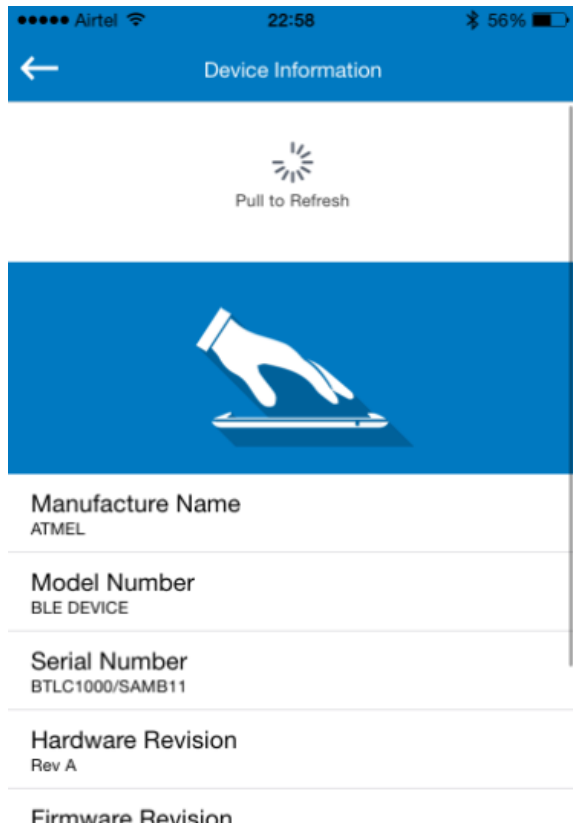 Airtel 22:58 56%
Device Information
Pull to Refresh
Manufacture Name
ATMEL
Model Number
BLE DEVICE
Serial Number
BTLC1000/SAMB11
Hardware Revision
Rev A
Firmware Revision